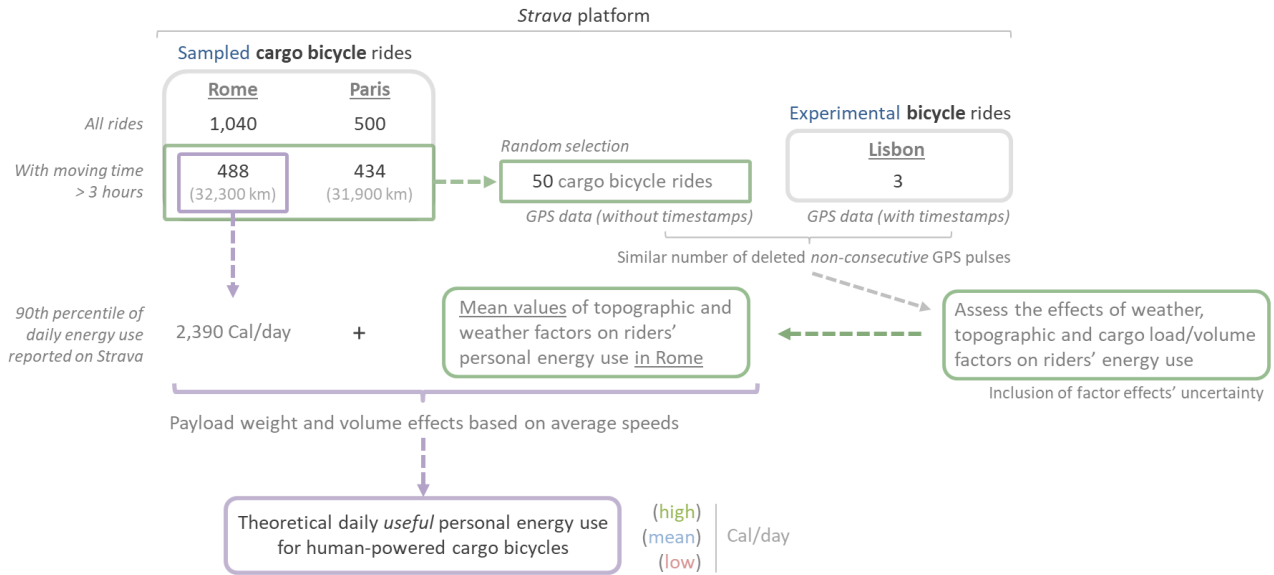 Strava platform
Sampled cargo bicycle rides
Rome Paris
All rides 1,040 500
With moving time
> 3 hours
488 434
(32,300 km) (31,900 km)
Random selection
50 cargo bicycle rides
GPS data (without timestamps)
Experimental bicycle rides
Lisbon
3
GPS data (with timestamps)
Similar number of deleted non-consecutive GPS pulses
90th percentile of
daily energy use
reported on Strava
2,390 Cal/day +
Mean values of topographic and
weather factors on riders'
personal energy use in Rome
Assess the effects of weather,
topographic and cargo load/volume
factors on riders' energy use
Inclusion of factor effects' uncertainty
Payload weight and volume effects based on average speeds
Theoretical daily useful personal energy use
for human-powered cargo bicycles
(high)
(mean) Cal/day
(low)